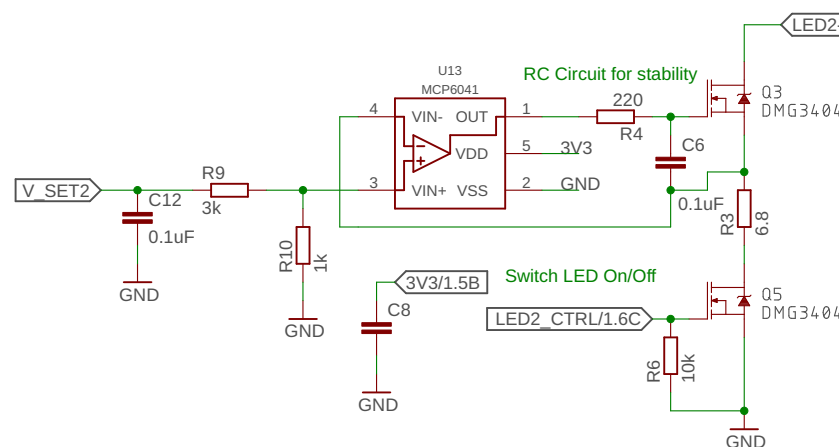 LED2-
U13
MCP6041
RC Circuit for stability
4
VIN-
OUT
1
220
R4
Q3
DMG3404
VDD
5
3V3
C6
0.1uF
V_SET2
C12
0.1uF
R9
3k
3
VIN+
VSS
2
GND
R3
6.8
R10
1k
GND
GND
3V3/1.5B
C8
GND
Switch LED On/Off
LED2_CTRL/1.6C
Q5
DMG3404
R6
10k
GND